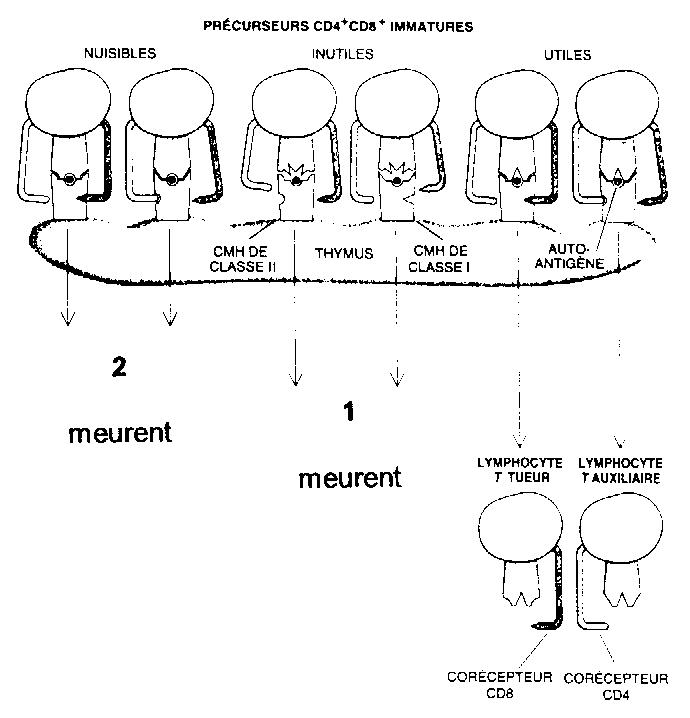 PRÉCURSEURS CD4⁺CD8⁺ IMMATURES
NUISIBLES
INUTILES
UTILES
CMH DE
CLASSE II
THYMUS
CMH DE
CLASSE I
AUTO-
ANTIGÈNE
2
meurent
1
meurent
LYMPHOCYTE
T TUEUR
LYMPHOCYTE
T AUXILIAIRE
CORÉCEPTEUR
CD8
CORÉCEPTEUR
CD4